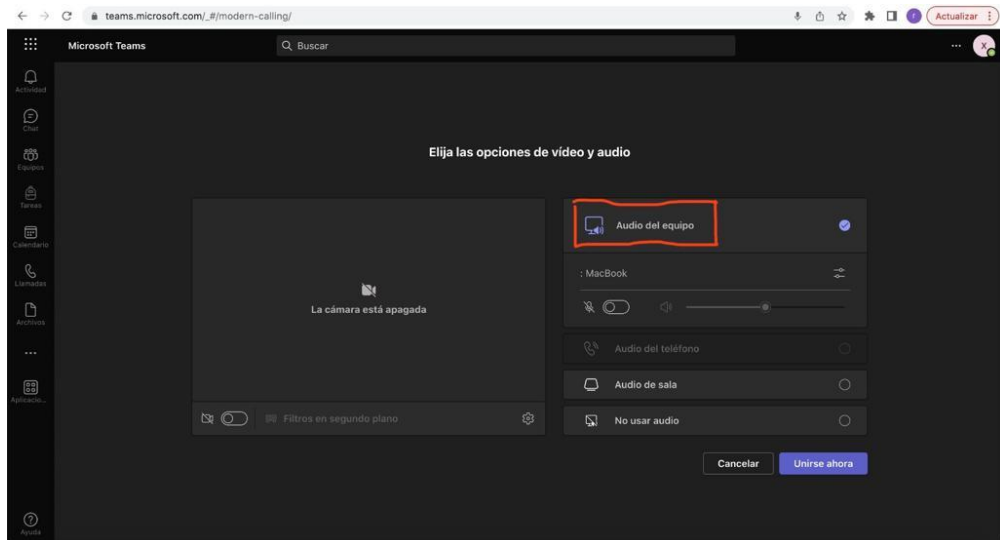 teams.microsoft.com/_#/modern-calling/
F
Actualizar
Microsoft Teams
Buscar
X
Actividad
Chat
Equipos
Tareas
Calendario
Llamadas
Archivos
Aplicacio...
Ayuda
Elija las opciones de vídeo y audio
La cámara está apagada
Filtros en segundo plano
Audio del equipo
: MacBook
Audio del teléfono
Audio de sala
No usar audio
Cancelar
Unirse ahora